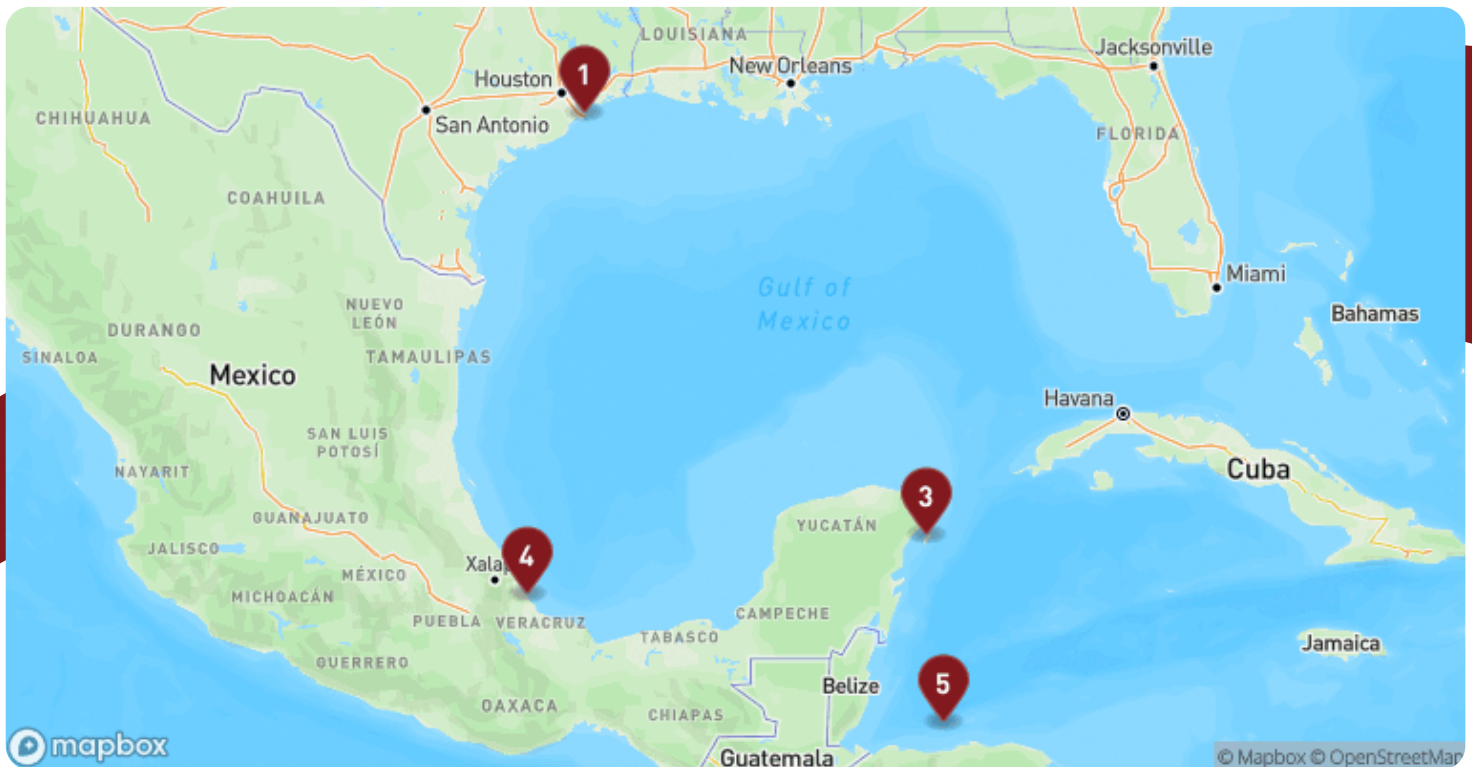 LOUISIANA
Jacksonville
New Orleans
Houston
1
CHIHUAHUA
San Antonio
FLORIDA
COAHUILA
Miami
Gulf of
Mexico
NUEVO
LEÓN
Bahamas
DURANGO
SINALOA
TAMAULIPAS
Mexico
Havana
SAN LUIS
POTOSÍ
NAYARIT
Cuba
3
GUANAJUATO
YUCATÁN
JALISCO
4
Xalap
MÉXICO
MICHOACÁN
CAMPECHE
PUEBLA
VERACRUZ
TABASCO
Jamaica
GUERRERO
5
Belize
OAXACA
CHIAPAS
mapbox
Guatemala
© Mapbox © OpenStreetMap